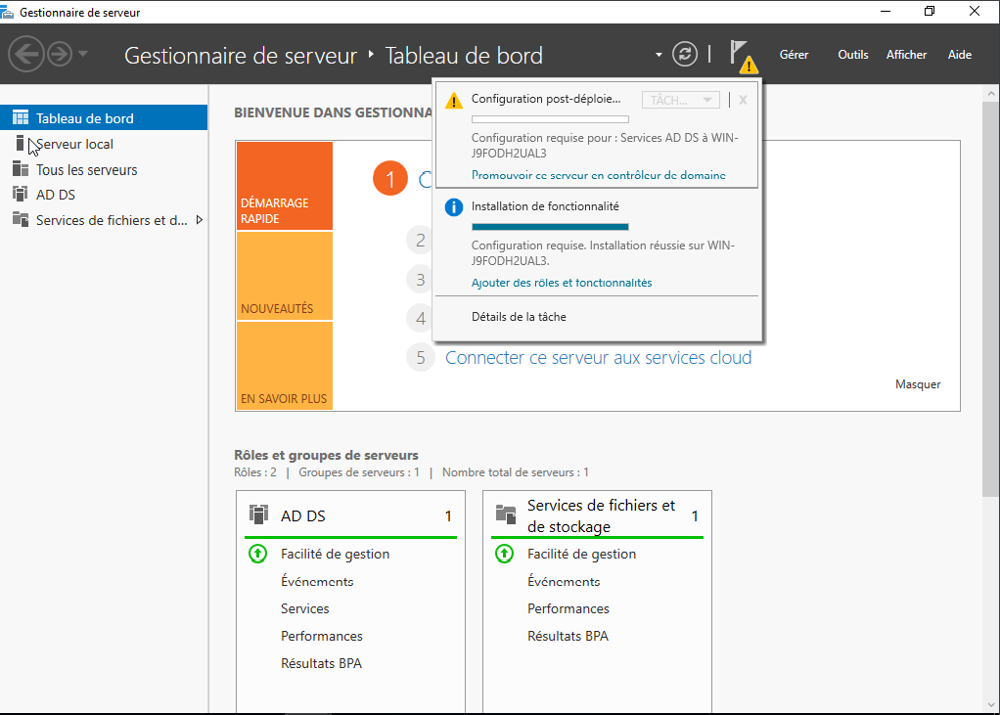 Gestionnaire de serveur
Gestionnaire de serveur ‣ Tableau de bord
Gérer
Outils
Afficher
Aide
Tableau de bord
Serveur local
Tous les serveurs
AD DS
Services de fichiers et d...
BIENVENUE DANS GESTIONNA
DÉMARRAGE
RAPIDE
NOUVEAUTÉS
EN SAVOIR PLUS
1
2
3
4
5 Connecter ce serveur aux services cloud
Masquer
Configuration post-déploie...
TÂCH...
X
Configuration requise pour : Services AD DS à WIN-
J9FODH2UAL3
Promouvoir ce serveur en contrôleur de domaine
Installation de fonctionnalité
Configuration requise. Installation réussie sur WIN-
J9FODH2UAL3.
Ajouter des rôles et fonctionnalités
Détails de la tâche
Rôles et groupes de serveurs
Rôles : 2 | Groupes de serveurs : 1 | Nombre total de serveurs : 1
AD DS 1
Facilité de gestion
Événements
Services
Performances
Résultats BPA
Services de fichiers et
de stockage
1
Facilité de gestion
Événements
Performances
Résultats BPA